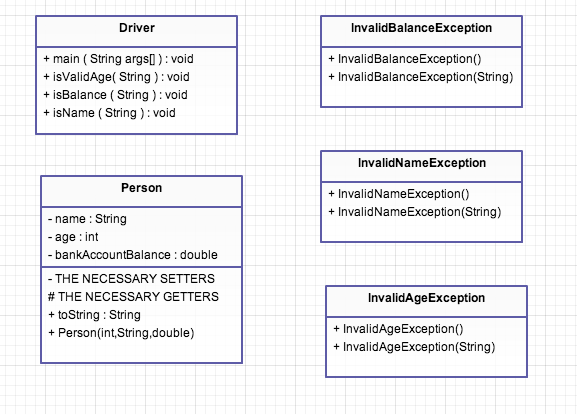 Driver
+ main ( String args[] ) : void
+ isValidAge( String ) : void
+ isBalance ( String ) : void
+ isName ( String ) : void
Person
- name : String
- age : int
- bankAccountBalance : double
- THE NECESSARY SETTERS
# THE NECESSARY GETTERS
+ toString : String
+ Person(int,String,double)
InvalidBalanceException
+ InvalidBalanceException()
+ InvalidBalanceException(String)
InvalidNameException
+ InvalidNameException()
+ InvalidNameException(String)
InvalidAgeException
+ InvalidAgeException()
+ InvalidAgeException(String)